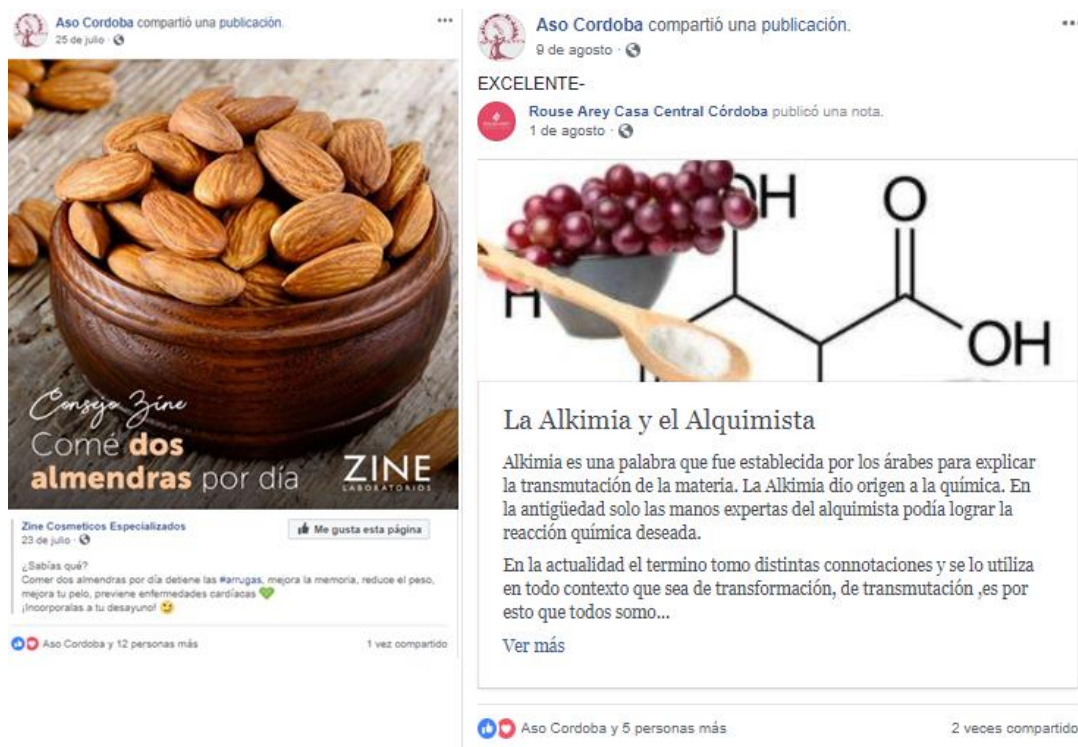 Aso Cordoba compartió una publicación.
25 de julio
Consejo Zine
Comé dos
almendras por día
ZINE
LABORATORIOS
Zine Cosmeticos Especializados
23 de julio
Me gusta esta página
¿Sabías qué?
Comer dos almendras por día detiene las #arrugas, mejora la memoria, reduce el peso,
mejora tu pelo, previene enfermedades cardíacas
¡Incorporalas a tu desayuno!
Aso Cordoba y 12 personas más
1 vez compartido
Aso Cordoba compartió una publicación.
9 de agosto
EXCELENTE-
Rouse Arey Casa Central Córdoba publicó una nota.
1 de agosto
OH
O
H
OH
La Alkimia y el Alquimista
Alkimia es una palabra que fue establecida por los árabes para explicar
la transmutación de la materia. La Alkimia dio origen a la química. En
la antigüedad solo las manos expertas del alquimista podía lograr la
reacción química deseada.
En la actualidad el termino tomo distintas connotaciones y se lo utiliza
en todo contexto que sea de transformación, de transmutación ,es por
esto que todos somo...
Ver más
Aso Cordoba y 5 personas más
2 veces compartido